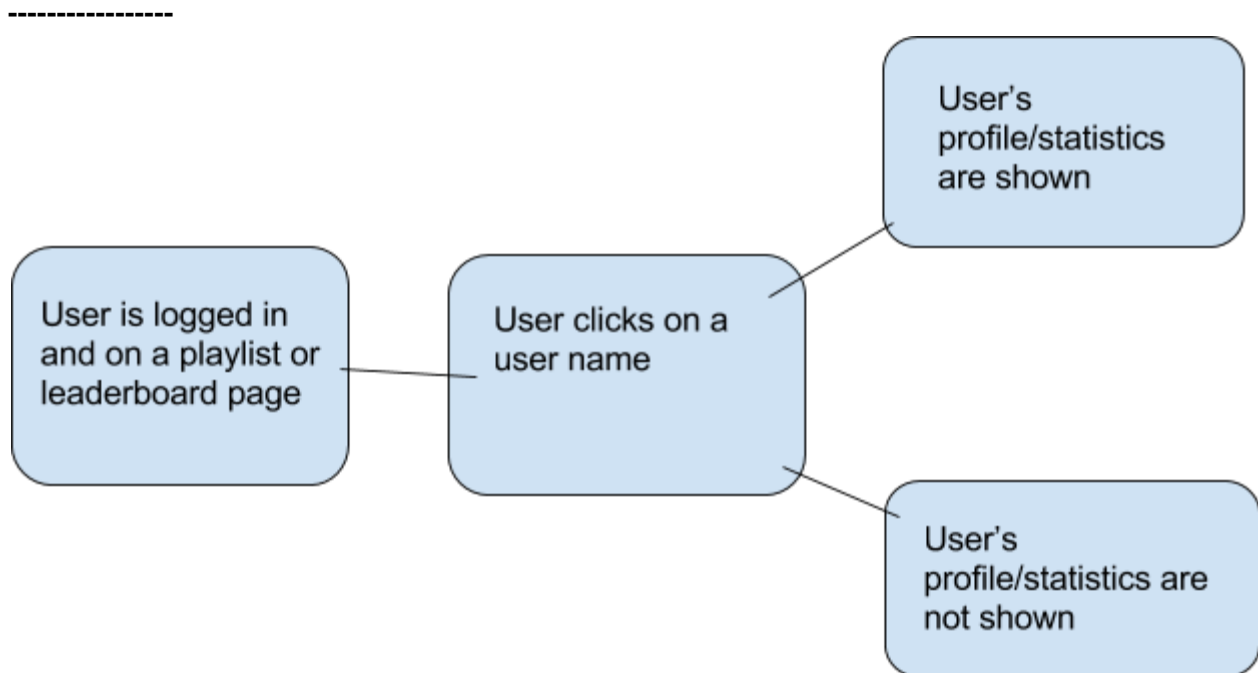 -----------------
User's
profile/statistics
are shown
User is logged in
and on a playlist or
leaderboard page
User clicks on a
user name
User’s
profile/statistics are
not shown